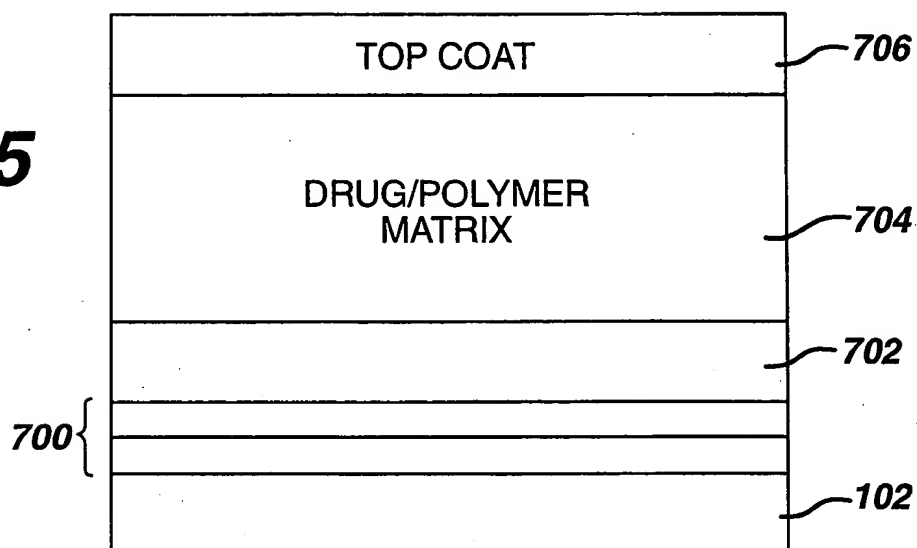 TOP COAT
706
5
DRUG/POLYMER
MATRIX
704
702
700
102